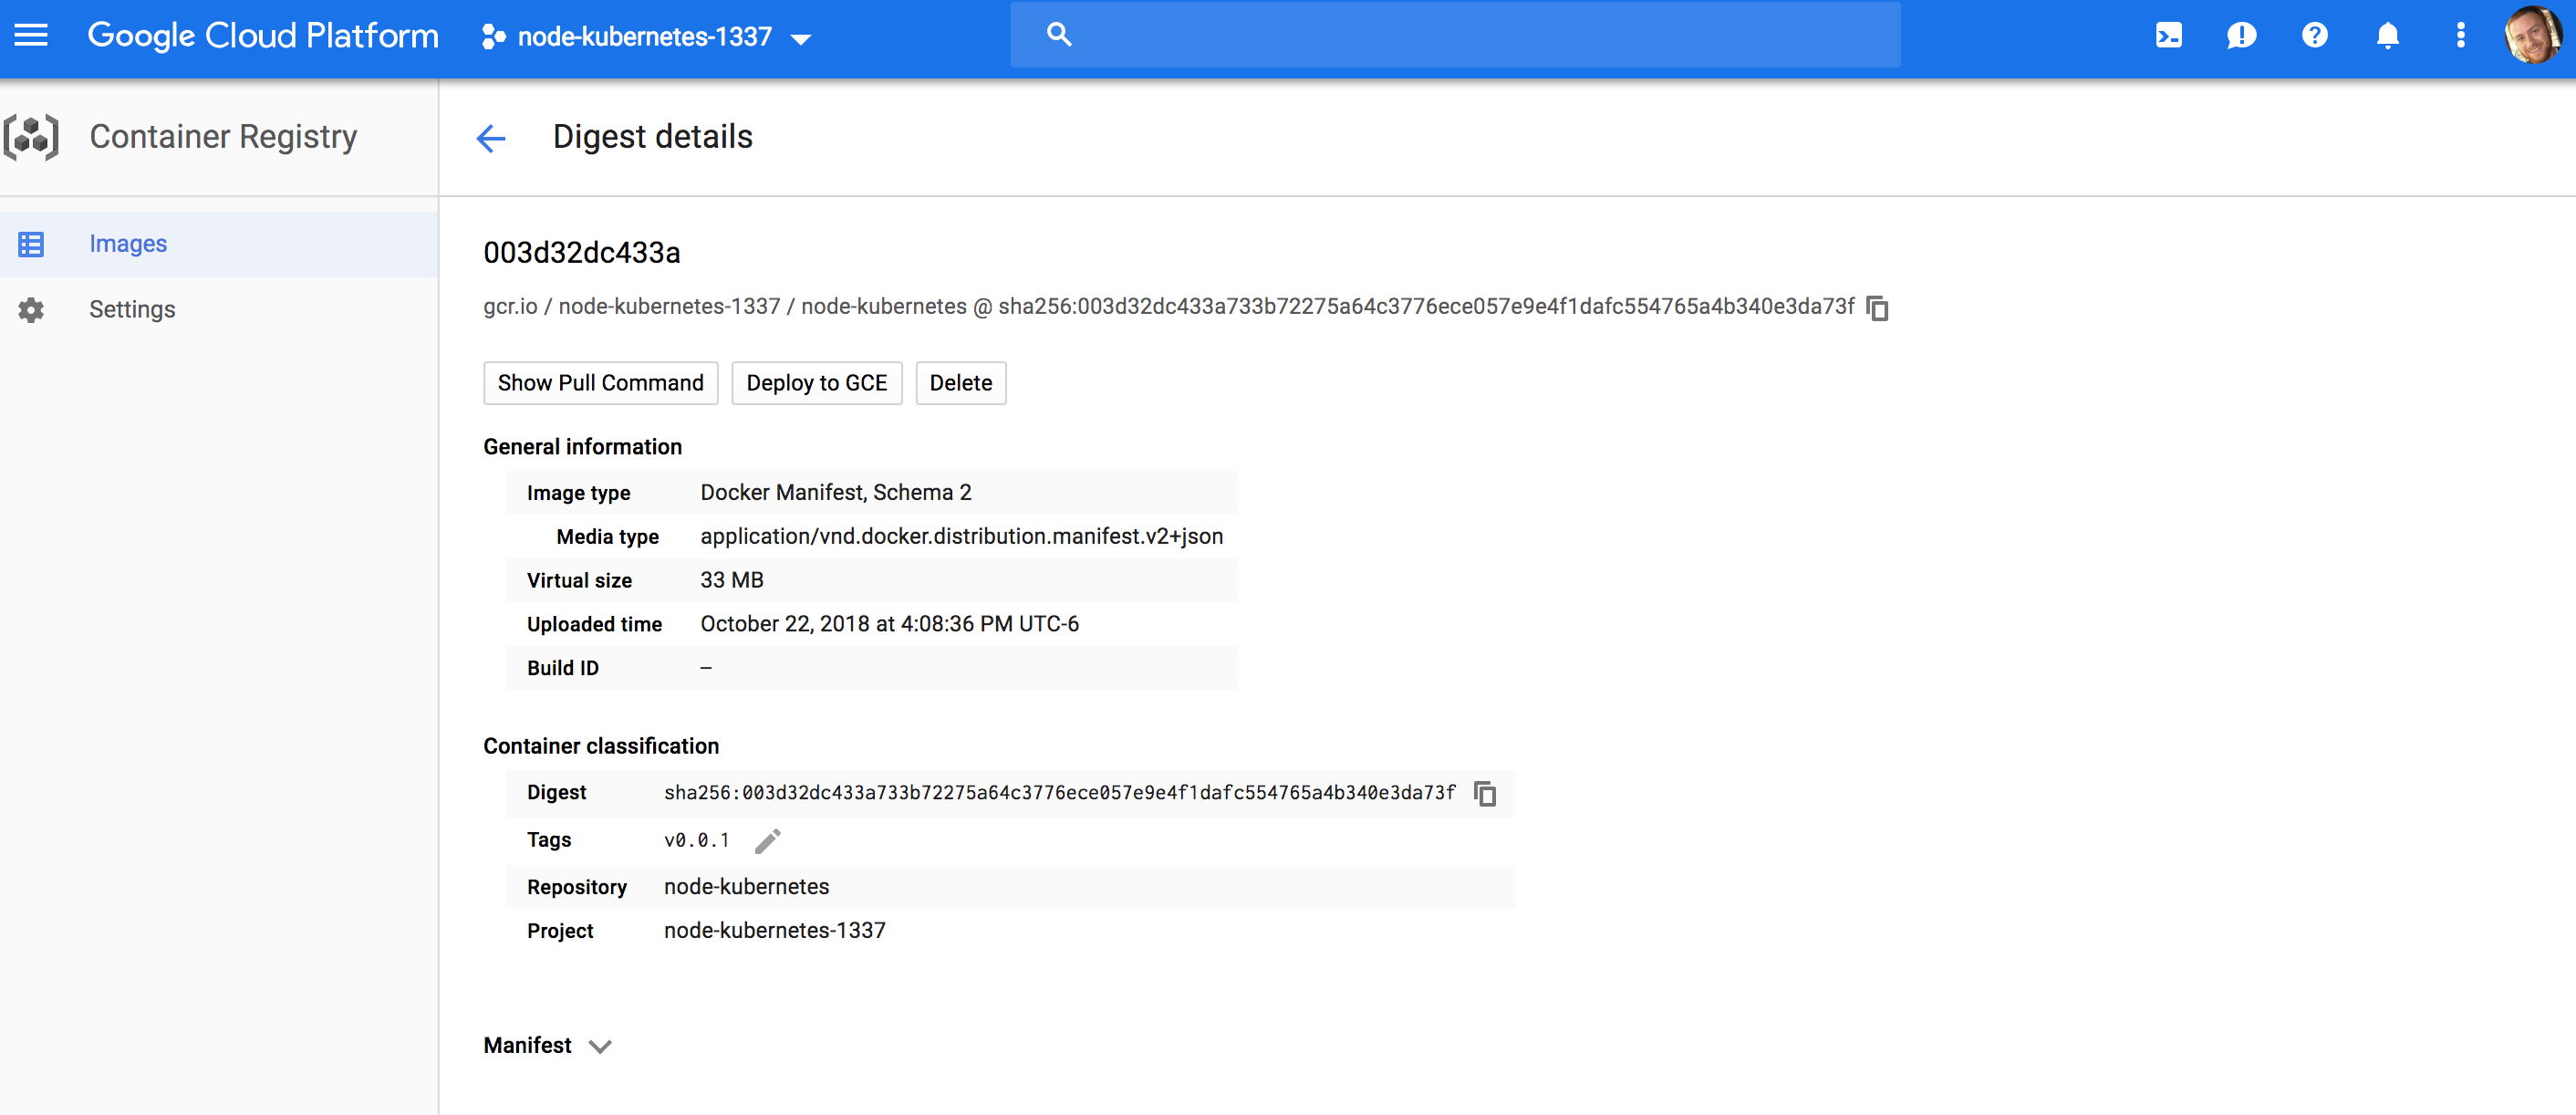 Google Cloud Platform
node-kubernetes-1337
Container Registry
Digest details
Images
Settings
003d32dc433a
gcr.io / node-kubernetes-1337 / node-kubernetes @ sha256:003d32dc433a733b72275a64c3776ece057e9e4f1dafc554765a4b340e3da73f
Show Pull Command Deploy to GCE Delete
General information
Image type Docker Manifest, Schema 2
Media type application/vnd.docker.distribution.manifest.v2+json
Virtual size 33 MB
Uploaded time October 22, 2018 at 4:08:36 PM UTC-6
Build ID –
Container classification
Digest sha256:003d32dc433a733b72275a64c3776ece057e9e4f1dafc554765a4b340e3da73f
Tags v0.0.1
Repository node-kubernetes
Project node-kubernetes-1337
Manifest